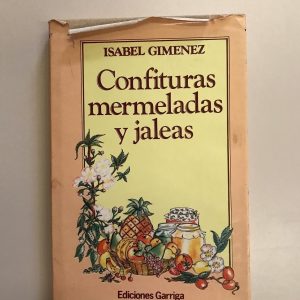 ISABEL GIMENEZ
Confituras
mermeladas
y jaleas
Ediciones Garriga